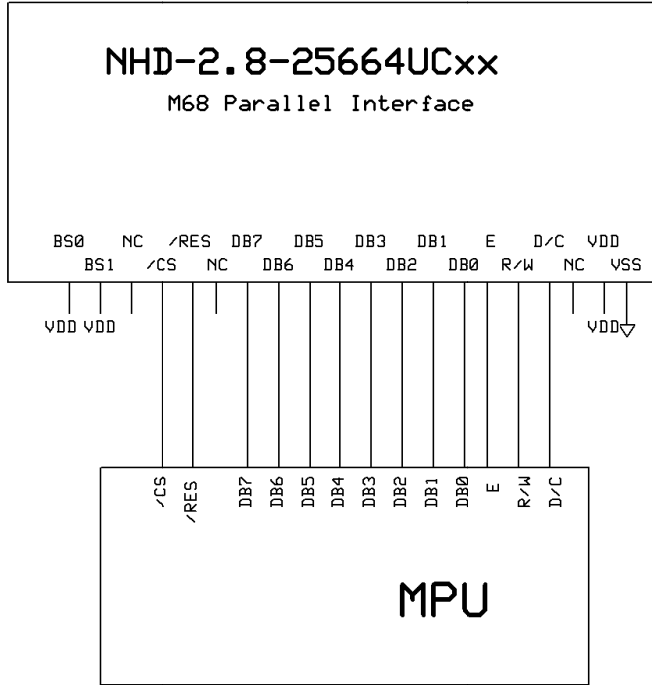 NHD-2.8-25664UCxx
M68 Parallel Interface
BS0 NC /RES DB7 DB5 DB3 DB1 E D/C VDD
BS1 /CS NC DB6 DB4 DB2 DB0 R/W NC VSS
VDD VDD VDD
/CS /RES DB7 DB6 DB5 DB4 DB3 DB2 DB1 DB0 E R/W D/C
MPU